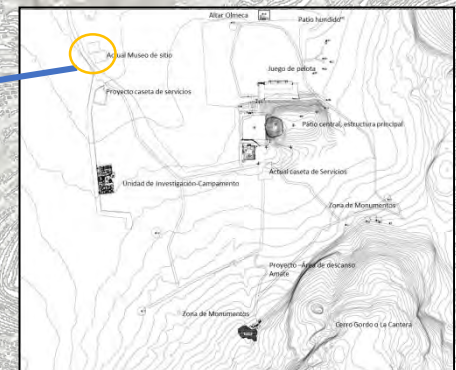 Altar Olmeca
Patio hundido
Actual Museo de sitio
Juego de pelota
Proyecto caseta de servicios
Patio central, estructura principal
Actual caseta de Servicios
Unidad de Investigación-Campamento
Zona de Monumentos
Proyecto -Área de descanso
Amate
Zona de Monumentos
Cerro Gordo o La Cantera